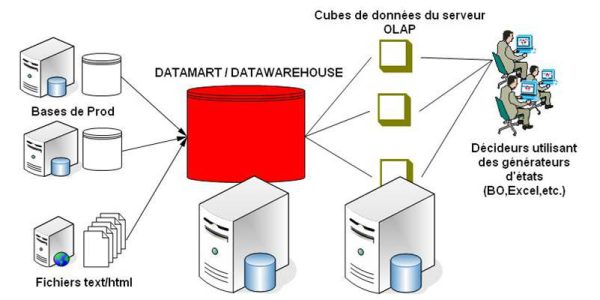 Cubes de données du serveur
OLAP
DATAMART / DATAWAREHOUSE
Bases de Prod
Décideurs utilisant
des générateurs
d'états
(BO,Excel,etc.)
Fichiers text/html